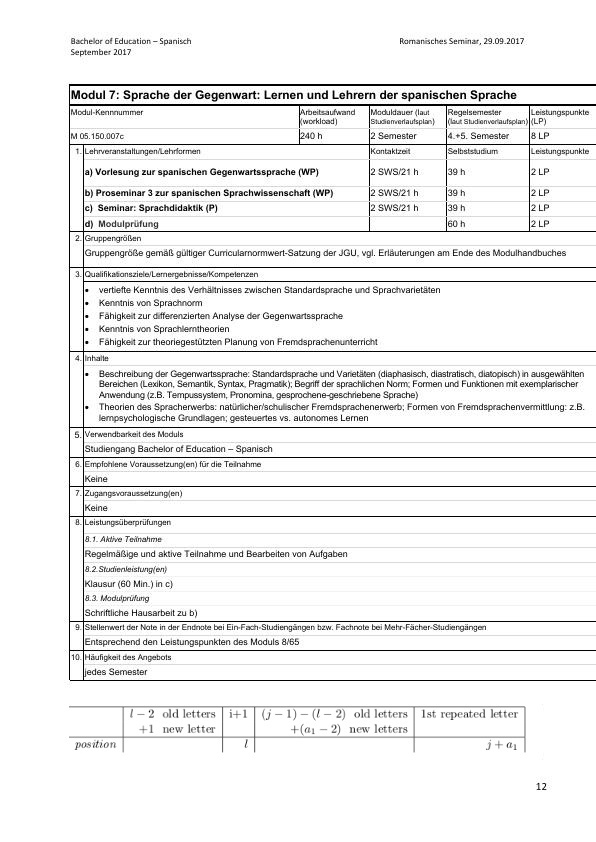 Bachelor of Education – Spanisch Romanisches Seminar, 29.09.2017
September 2017
Modul 7: Sprache der Gegenwart: Lernen und Lehrern der spanischen Sprache
Modul-Kennnummer Arbeitsaufwand (workload) Moduldauer (laut Studienverlaufsplan) Regelsemester (laut Studienverlaufsplan) Leistungspunkte (LP)
M 05.150.007c 240 h 2 Semester 4.+5. Semester 8 LP
1. Lehrveranstaltungen/Lehrformen Kontaktzeit Selbststudium Leistungspunkte
a) Vorlesung zur spanischen Gegenwartssprache (WP) 2 SWS/21 h 39 h 2 LP
b) Proseminar 3 zur spanischen Sprachwissenschaft (WP) 2 SWS/21 h 39 h 2 LP
c) Seminar: Sprachdidaktik (P) 2 SWS/21 h 39 h 2 LP
d) Modulprüfung 60 h 2 LP
2. Gruppengrößen
Gruppengröße gemäß gültiger Curricularnormwert-Satzung der JGU, vgl. Erläuterungen am Ende des Modulhandbuches
3. Qualifikationsziele/Lernergebnisse/Kompetenzen
• vertiefte Kenntnis des Verhältnisses zwischen Standardsprache und Sprachvarietäten
• Kenntnis von Sprachnorm
• Fähigkeit zur differenzierten Analyse der Gegenwartssprache
• Kenntnis von Sprachlerntheorien
• Fähigkeit zur theoriegestützten Planung von Fremdsprachenunterricht
4. Inhalte
• Beschreibung der Gegenwartssprache: Standardsprache und Varietäten (diaphasisch, diastratisch, diatopisch) in ausgewählten
Bereichen (Lexikon, Semantik, Syntax, Pragmatik); Begriff der sprachlichen Norm; Formen und Funktionen mit exemplarischer
Anwendung (z.B. Tempussystem, Pronomina, gesprochene-geschriebene Sprache)
• Theorien des Spracherwerbs: natürlicher/schulischer Fremdsprachenerwerb; Formen von Fremdsprachenvermittlung: z.B.
lernpsychologische Grundlagen; gesteuertes vs. autonomes Lernen
5. Verwendbarkeit des Moduls
Studiengang Bachelor of Education – Spanisch
6. Empfohlene Voraussetzung(en) für die Teilnahme
Keine
7. Zugangsvoraussetzung(en)
Keine
8. Leistungsüberprüfungen
8.1. Aktive Teilnahme
Regelmäßige und aktive Teilnahme und Bearbeiten von Aufgaben
8.2.Studienleistung(en)
Klausur (60 Min.) in c)
8.3. Modulprüfung
Schriftliche Hausarbeit zu b)
9. Stellenwert der Note in der Endnote bei Ein-Fach-Studiengängen bzw. Fachnote bei Mehr-Fächer-Studiengängen
Entsprechend den Leistungspunkten des Moduls 8/65
10. Häufigkeit des Angebots
jedes Semester
l − 2 old letters i+1 (j − 1) − (l − 2) old letters 1st repeated letter
+1 new letter +(a₁ − 2) new letters
position l j + a₁
12